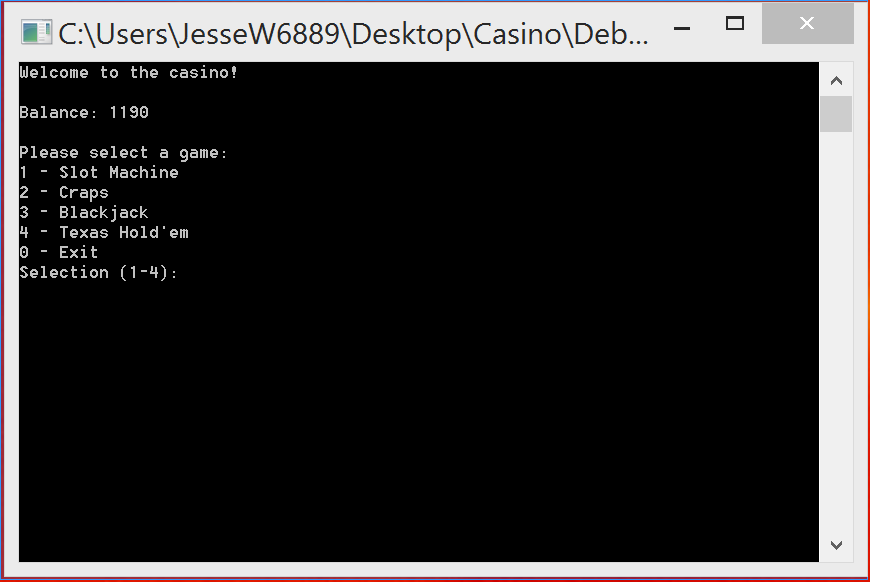 C:\Users\JesseW6889\Desktop\Casino\Deb...
Welcome to the casino!
Balance: 1190
Please select a game:
1 - Slot Machine
2 - Craps
3 - Blackjack
4 - Texas Hold'em
0 - Exit
Selection (1-4):